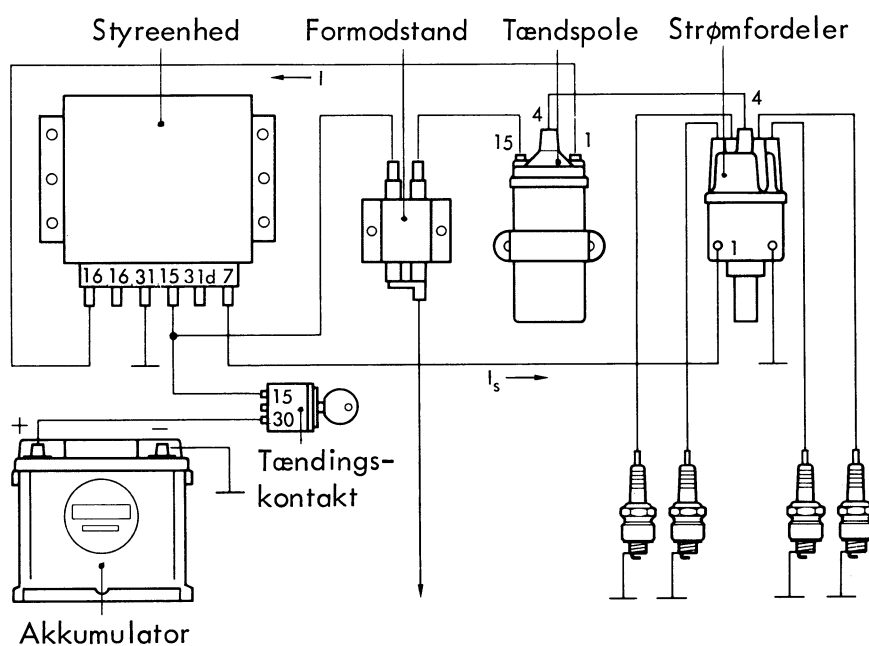 Styreenhed Formodstand Tændspole Strømfordeler
I
4 4
15 1
16 16 31 15 31d 7
1
Is
15
30
+ −
Tændings-
kontakt
Akkumulator